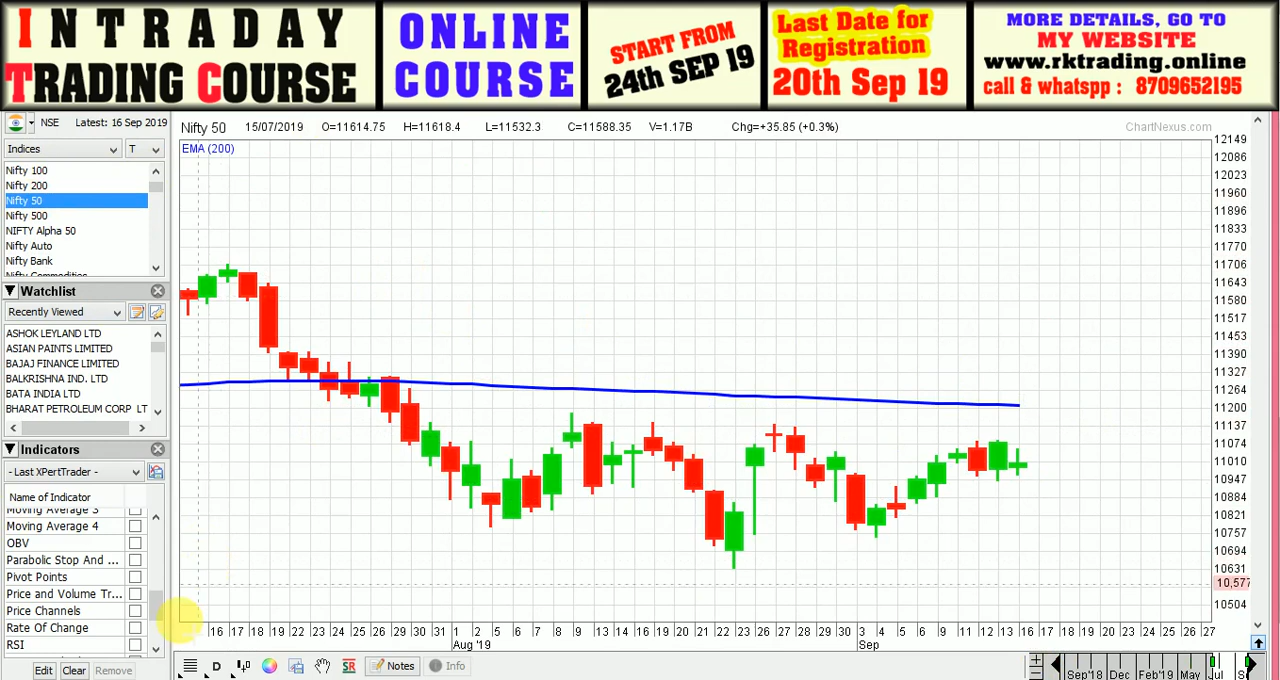 INTRADAY
TRADING COURSE
ONLINE
COURSE
START FROM
24th SEP 19
Last Date for
Registration
20th Sep 19
MORE DETAILS, GO TO
MY WEBSITE
www.rktrading.online
call & whatspp : 8709652195
NSE Latest: 16 Sep 2019
Indices T
Nifty 100
Nifty 200
Nifty 50
Nifty 500
NIFTY Alpha 50
Nifty Auto
Nifty Bank
Nifty Commodities
Watchlist
Recently Viewed
ASHOK LEYLAND LTD
ASIAN PAINTS LIMITED
BAJAJ FINANCE LIMITED
BALKRISHNA IND. LTD
BATA INDIA LTD
BHARAT PETROLEUM CORP LT
Indicators
- Last XPertTrader -
Name of Indicator
Moving Average 3
Moving Average 4
OBV
Parabolic Stop And ...
Pivot Points
Price and Volume Tr...
Price Channels
Rate Of Change
RSI
Edit Clear Remove
Nifty 50 15/07/2019 O=11614.75 H=11618.4 L=11532.3 C=11588.35 V=1.17B Chg=+35.85 (+0.3%)
ChartNexus.com
EMA (200)
12149
12086
12023
11960
11896
11833
11770
11706
11643
11580
11517
11453
11390
11327
11264
11200
11137
11074
11010
10947
10884
10821
10757
10694
10631
10,577
10504
16 17 18 19 22 23 24 25 26 29 30 31 1 2 5 6 7 8 9 13 14 16 19 20 21 22 23 26 27 28 29 30 3 4 5 6 9 11 12 13 16 17 18 19 20 23 24 25 26 27
Aug '19 Sep
D SR Notes Info
Sep'18 Dec Feb'19 May Jul